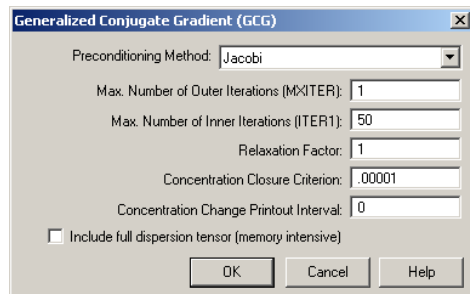 Generalized Conjugate Gradient (GCG)
Preconditioning Method: Jacobi
Max. Number of Outer Iterations (MXITER): 1
Max. Number of Inner Iterations (ITER1): 50
Relaxation Factor: 1
Concentration Closure Criterion: .00001
Concentration Change Printout Interval: 0
Include full dispersion tensor (memory intensive)
OK Cancel Help